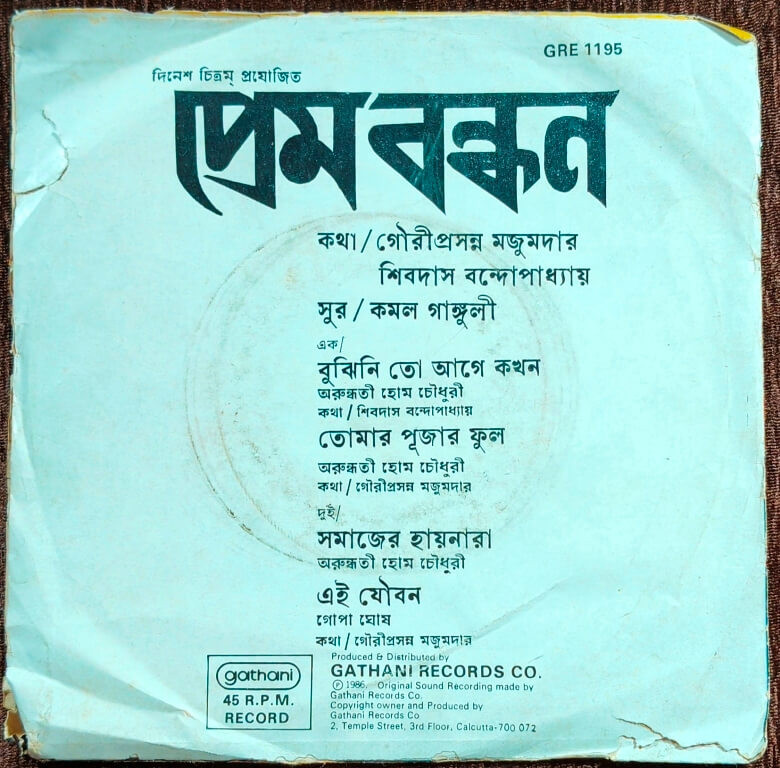 GRE 1195
দিনেশ চিত্রম্ প্রযোজিত
প্রেম বন্ধন
কথা / গৌরীপ্রসন্ন মজুমদার
শিবদাস বন্দোপাধ্যায়
সুর / কমল গাঙ্গুলী
এক/
বুঝিনি তো আগে কখন
অরুন্ধতী হোম চৌধুরী
কথা / শিবদাস বন্দোপাধ্যায়
তোমার পূজার ফুল
অরুন্ধতী হোম চৌধুরী
কথা / গৌরীপ্রসন্ন মজুমদার
দুই/
সমাজের হায়নারা
অরুন্ধতী হোম চৌধুরী
এই যৌবন
গোপা ঘোষ
কথা / গৌরীপ্রসন্ন মজুমদার
gathani
45 R.P.M.
RECORD
Produced & Distributed by
GATHANI RECORDS CO.
Ⓟ 1986, Original Sound Recording made by
Gathani Records Co.
Copyright owner and Produced by
Gathani Records Co
2, Temple Street, 3rd Floor, Calcutta-700 072